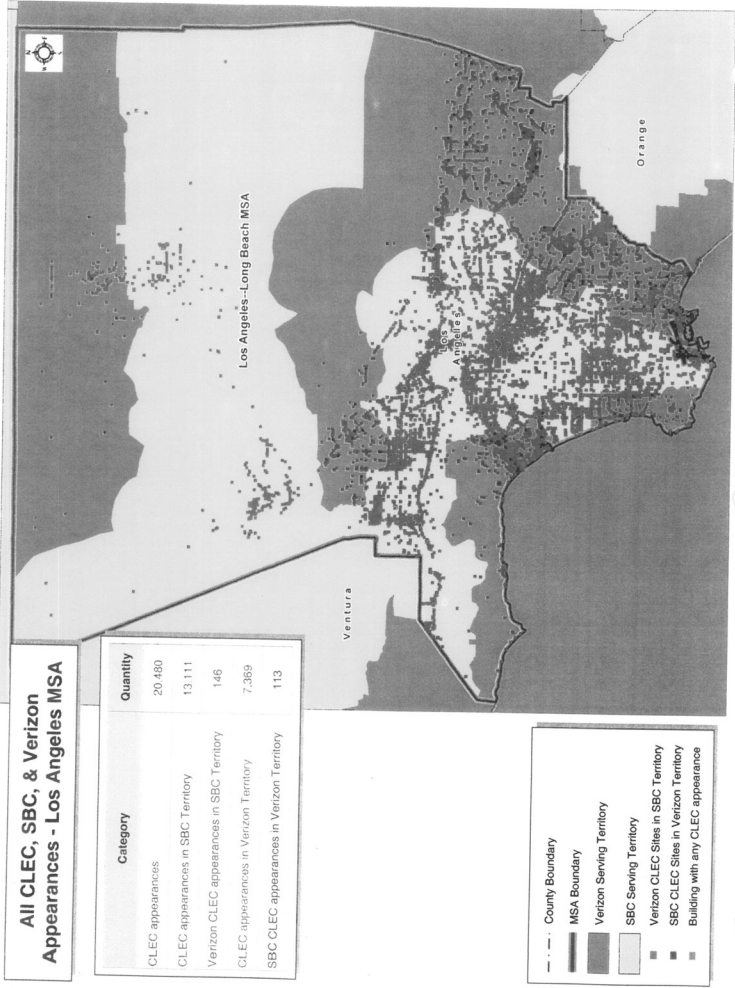 All CLEC, SBC, & Verizon
Appearances - Los Angeles MSA
Category Quantity
CLEC appearances 20,480
CLEC appearances in SBC Territory 13,111
Verizon CLEC appearances in SBC Territory 146
CLEC appearances in Verizon Territory 7,369
SBC CLEC appearances in Verizon Territory 113
County Boundary
MSA Boundary
Verizon Serving Territory
SBC Serving Territory
Verizon CLEC Sites in SBC Territory
SBC CLEC Sites in Verizon Territory
Building with any CLEC appearance
N
W E
S
Los Angeles--Long Beach MSA
Ventura
Los
Angeles
Orange